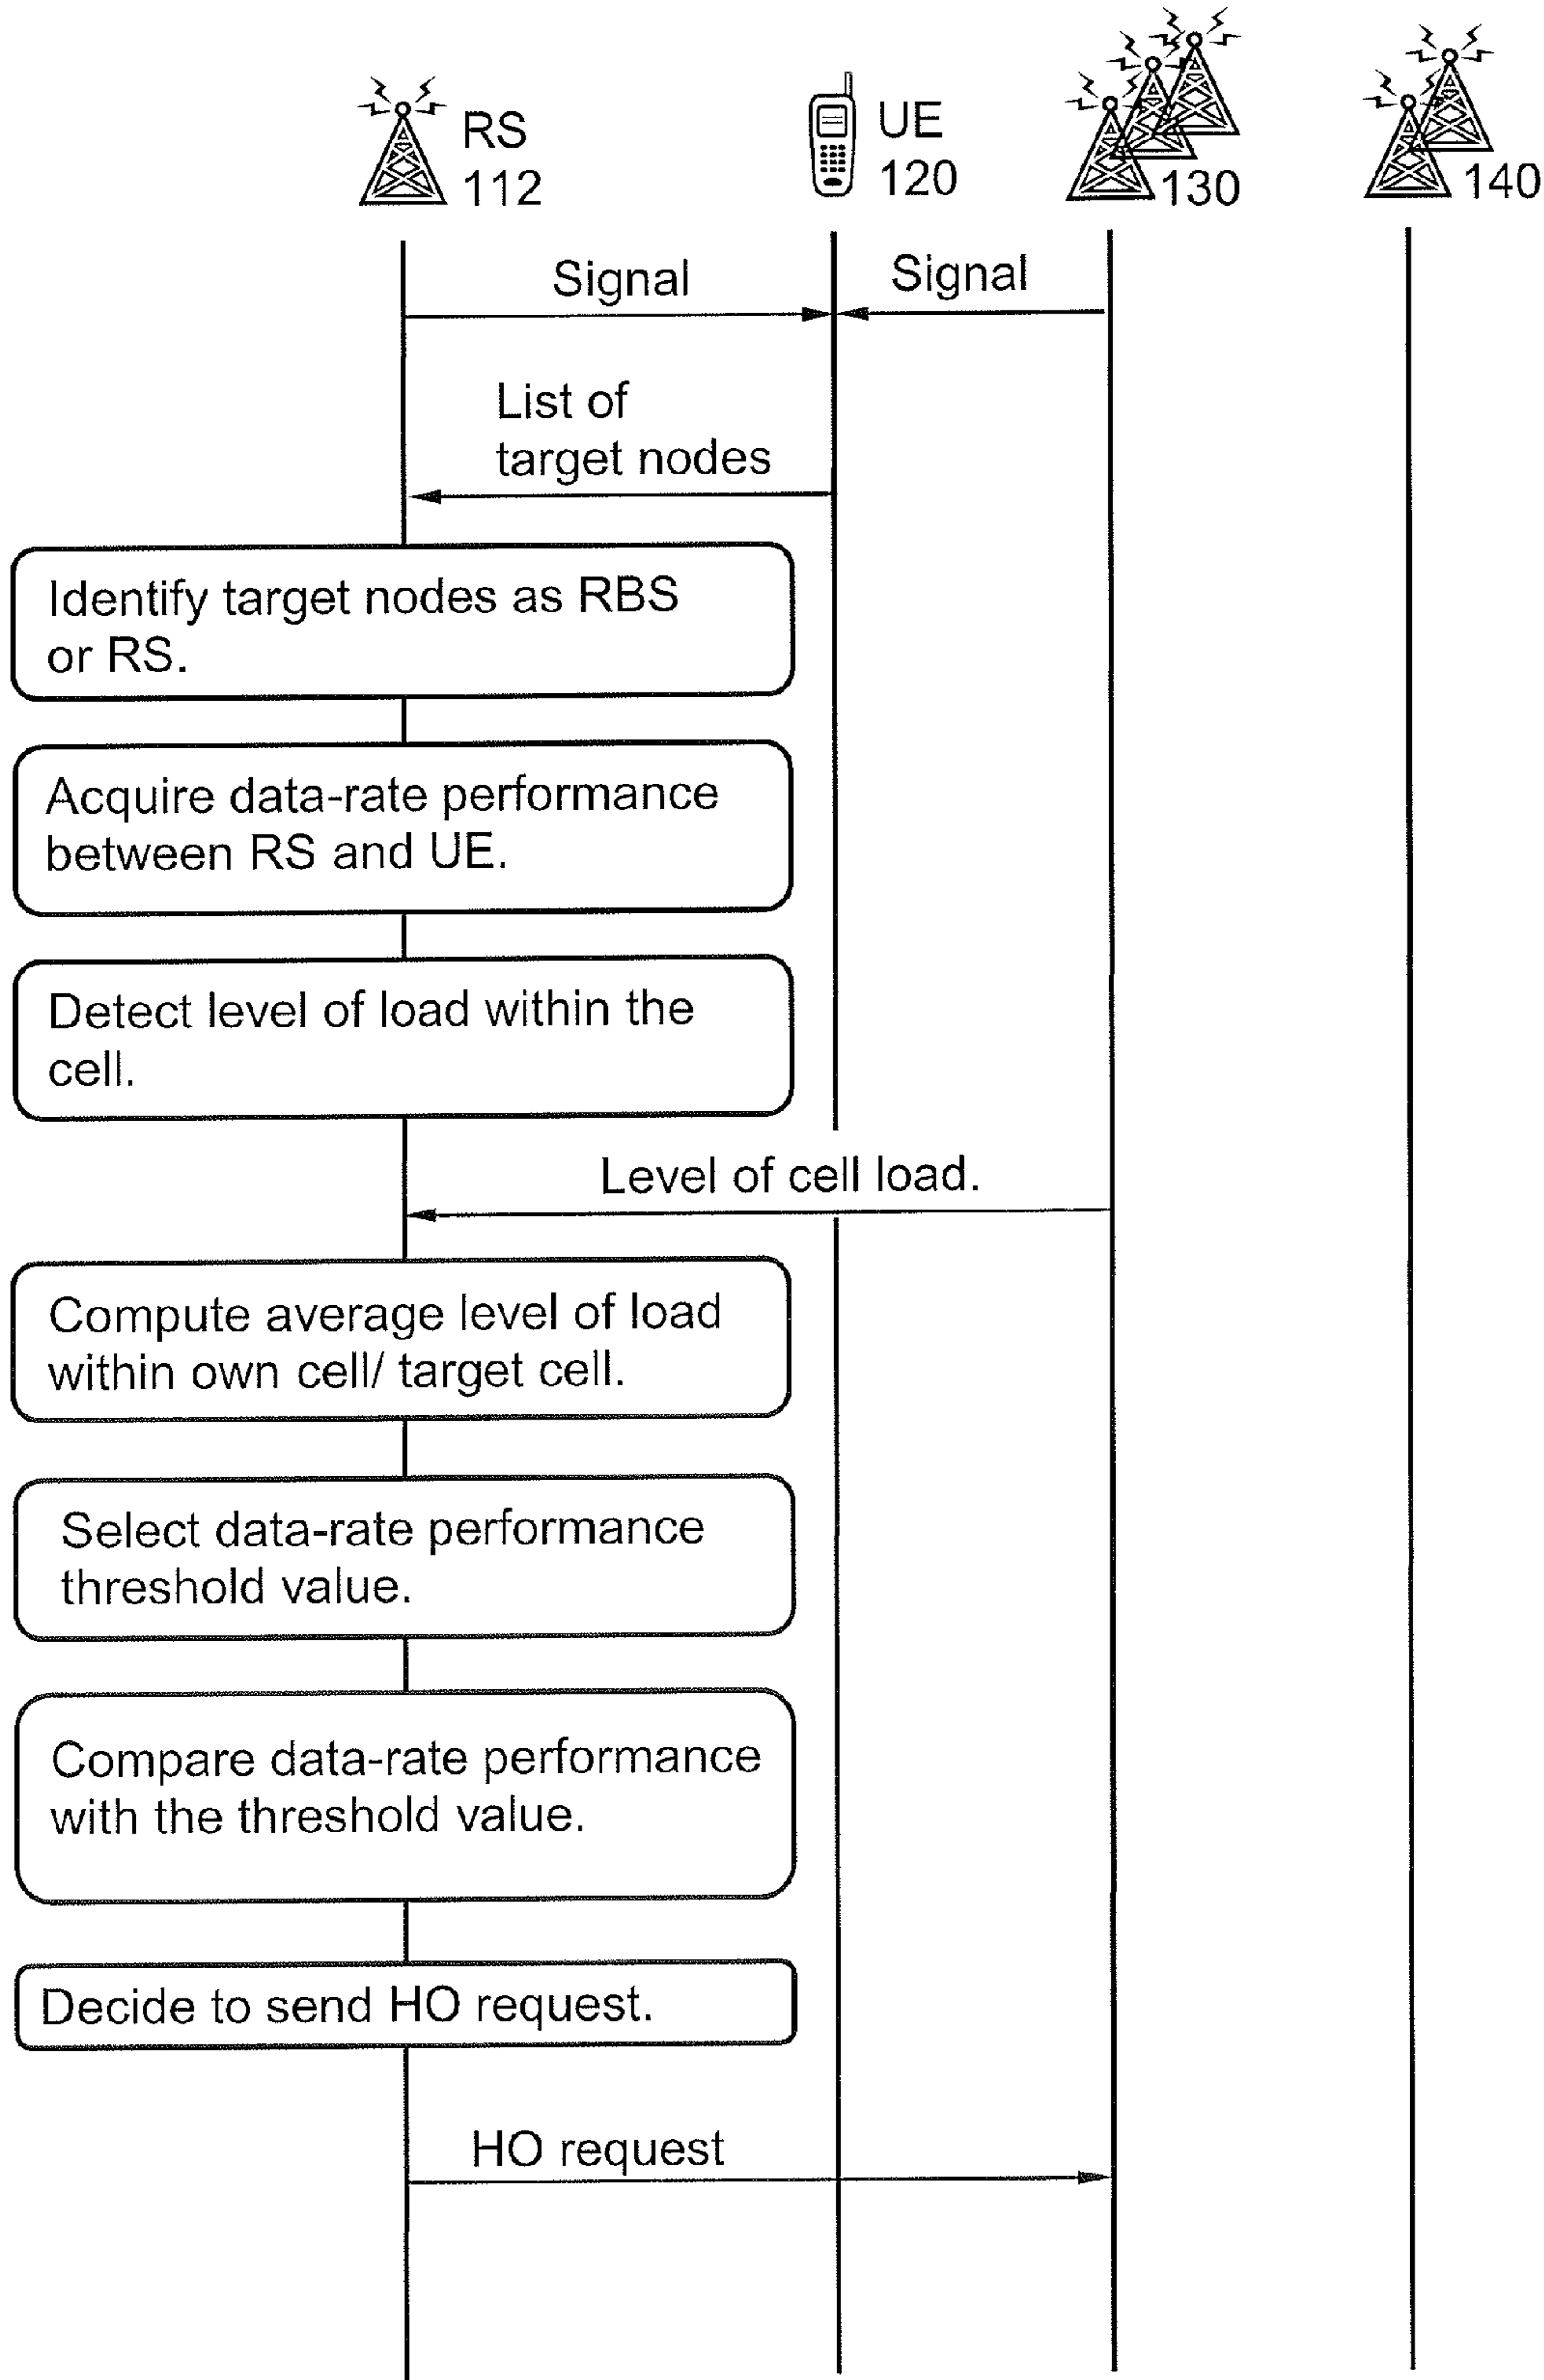 RS
112
UE
120
130
140
Signal
Signal
List of
target nodes
Identify target nodes as RBS
or RS.
Acquire data-rate performance
between RS and UE.
Detect level of load within the
cell.
Level of cell load.
Compute average level of load
within own cell/ target cell.
Select data-rate performance
threshold value.
Compare data-rate performance
with the threshold value.
Decide to send HO request.
HO request